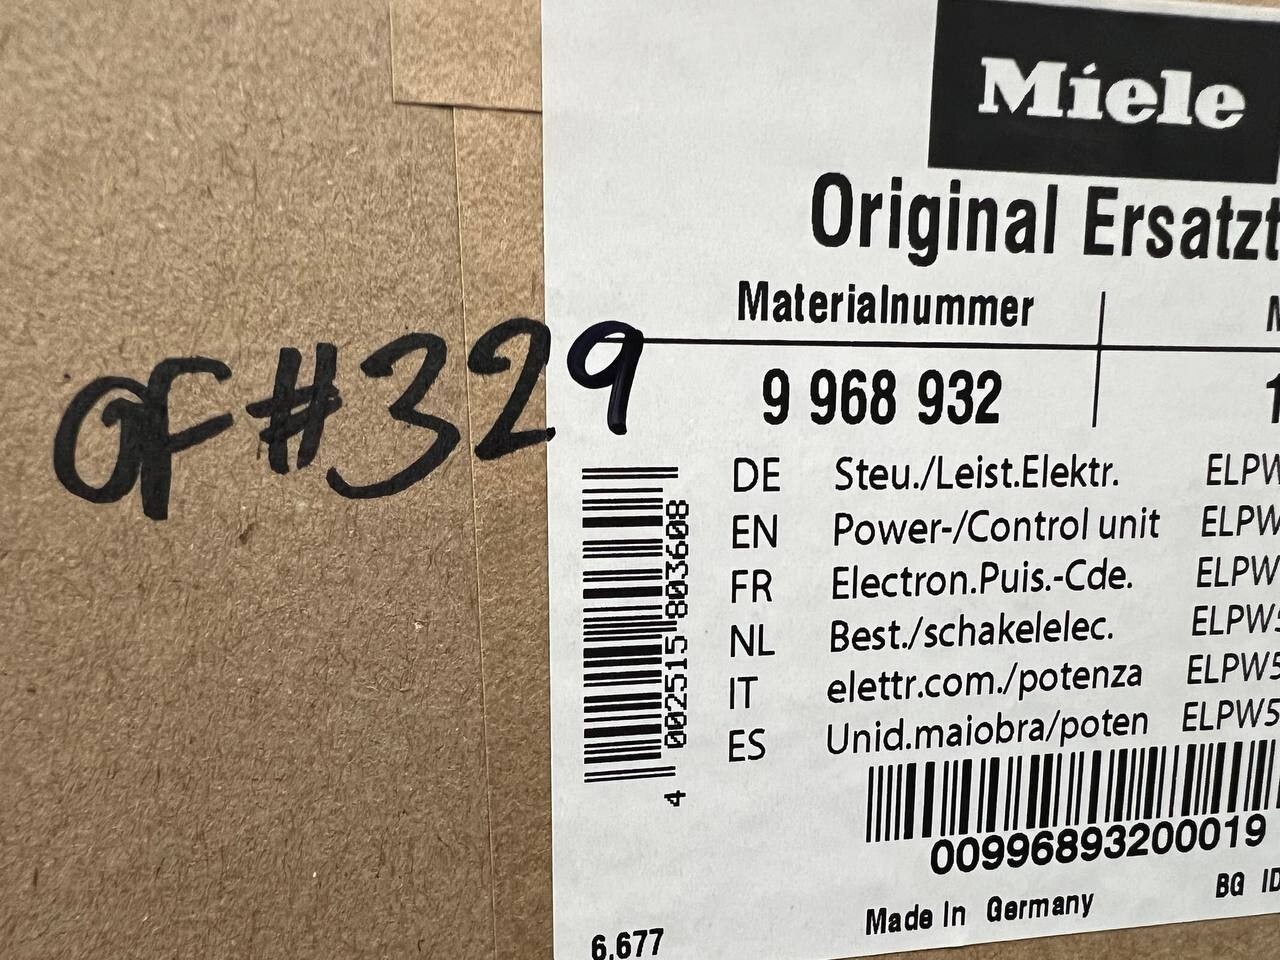 Miele
Original Ersatzt
Materialnummer
OF#329
9 968 932
DE Steu./Leist.Elektr. ELPW
EN Power-/Control unit ELPW
FR Electron.Puis.-Cde. ELPW
NL Best./schakelelec. ELPW5
IT elettr.com./potenza ELPW5
ES Unid.maiobra/poten ELPW5
4 002515 803608
00996893200019
BG ID
Made In Germany
6.677